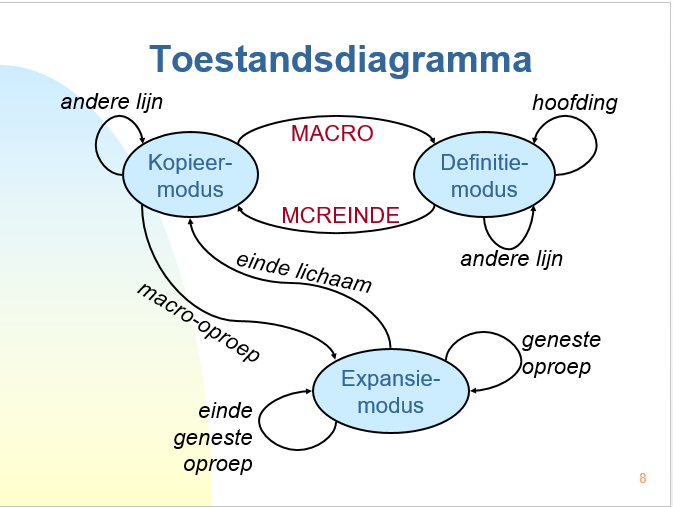 Toestandsdiagramma
andere lijn
hoofding
MACRO
Kopieer-
modus
Definitie-
modus
MCREINDE
andere lijn
einde lichaam
macro-oproep
geneste
oproep
Expansie-
modus
einde
geneste
oproep
8